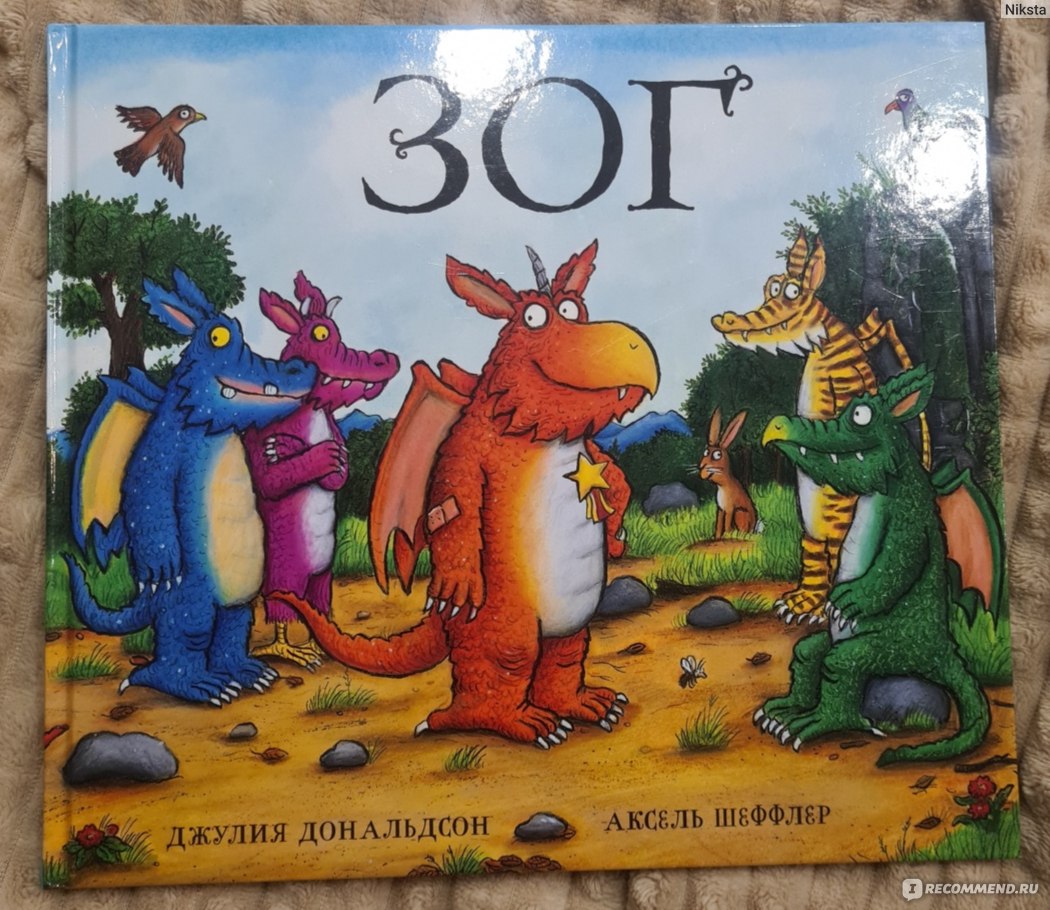 Niksta
ЗОГ
ДЖУЛИЯ ДОНАЛЬДСОН
АКСЕЛЬ ШЕФФЛЕР
I RECOMMEND.RU